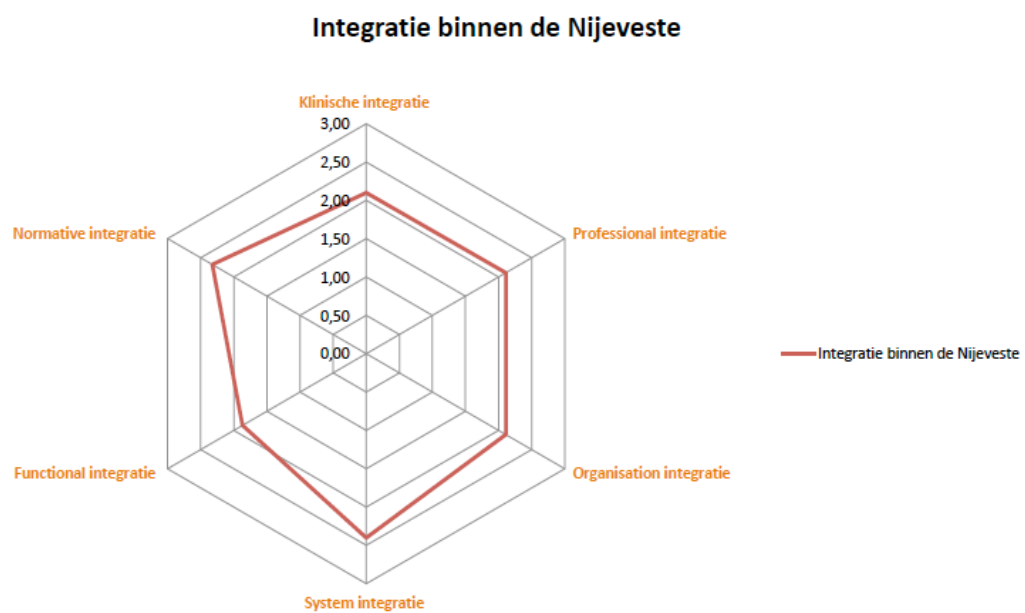 Integratie binnen de Nijeveste
Klinische integratie
3,00
2,50
2,00
1,50
1,00
0,50
0,00
Normative integratie
Professional integratie
Integratie binnen de Nijeveste
Functional integratie
Organisation integratie
System integratie